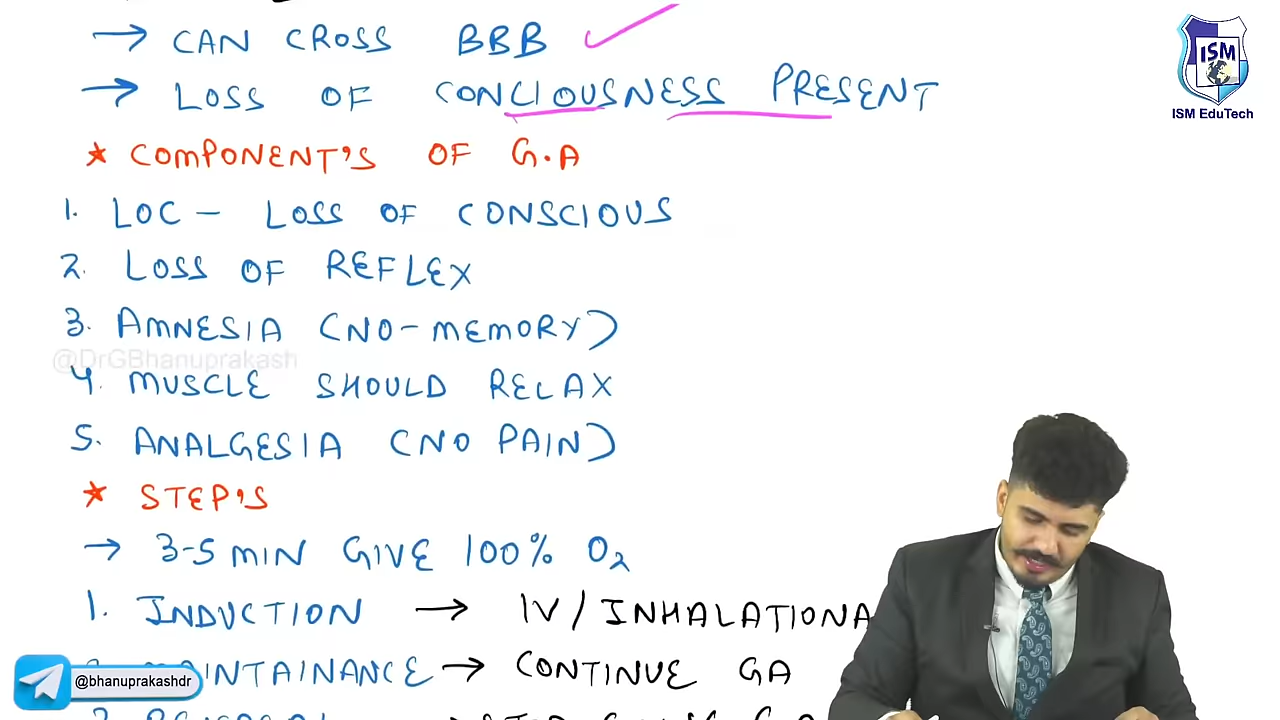 → CAN CROSS BBB ✓
→ LOSS OF CONCIOUSNESS PRESENT
ISM
ISM EduTech
* COMPONENT'S OF G.A
1. LOC - LOSS OF CONSCIOUS
2. LOSS OF REFLEX
3. AMNESIA (NO-MEMORY)
@DrGBhanuprakash
4. MUSCLE SHOULD RELAX
5. ANALGESIA (NO PAIN)
* STEP'S
→ 3-5 MIN GIVE 100% O₂
1. INDUCTION → IV/INHALATIONA
MAINTAINANCE → CONTINUE GA
@bhanuprakashdr